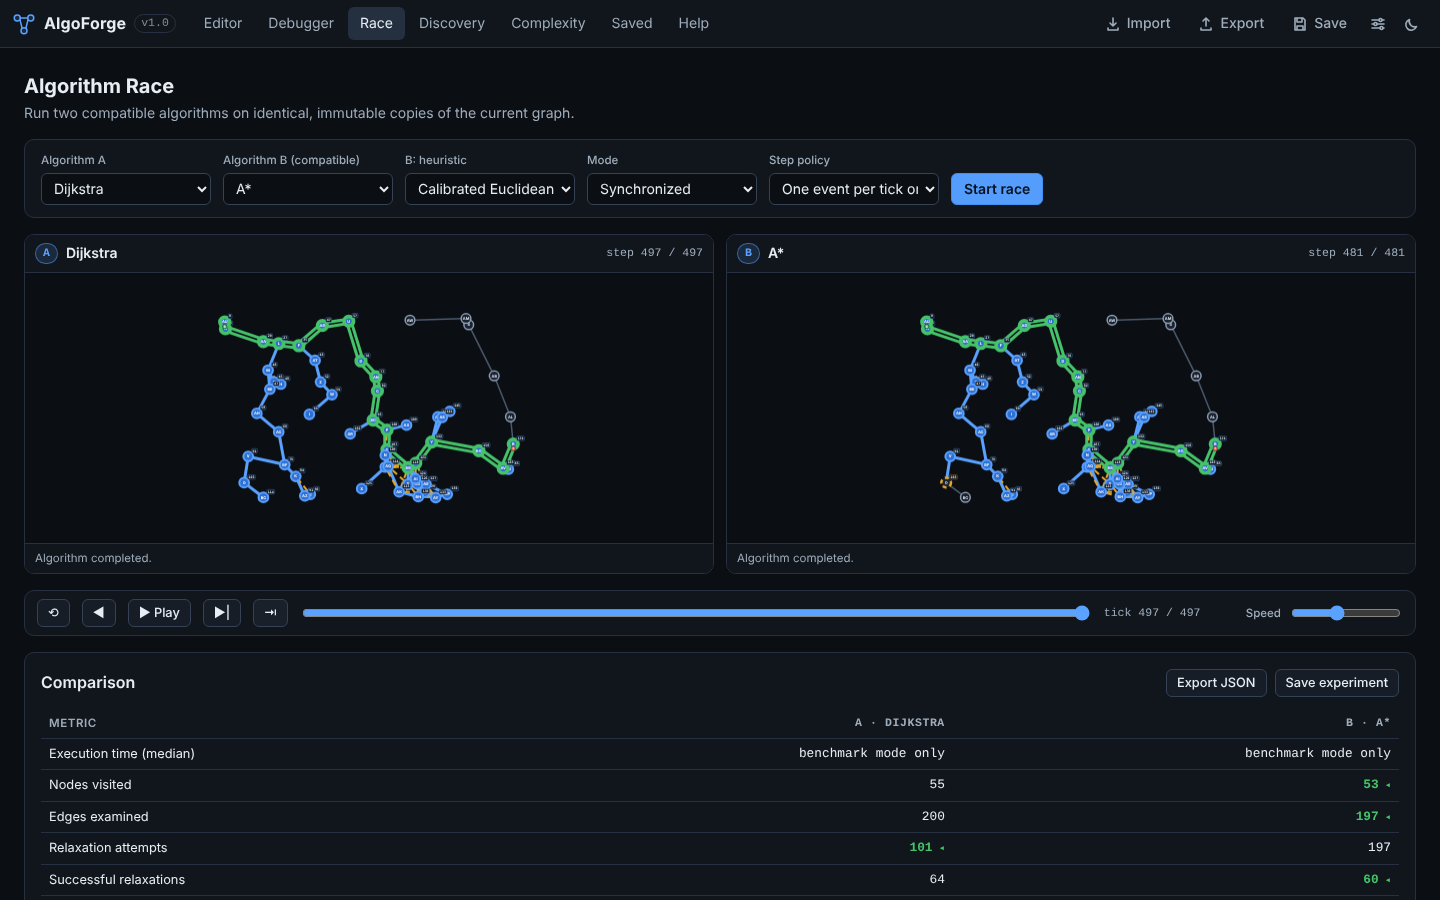 AlgoForge v1.0 Editor Debugger Race Discovery Complexity Saved Help Import Export Save
Algorithm Race
Run two compatible algorithms on identical, immutable copies of the current graph.
Algorithm A Algorithm B (compatible) B: heuristic Mode Step policy
Dijkstra A* Calibrated Euclidean Synchronized One event per tick or Start race
A Dijkstra step 497 / 497
B A* step 481 / 481
Algorithm completed.
Algorithm completed.
Play tick 497 / 497 Speed
Comparison Export JSON Save experiment
METRIC A · DIJKSTRA B · A*
Execution time (median) benchmark mode only benchmark mode only
Nodes visited 55 53
Edges examined 200 197
Relaxation attempts 101 197
Successful relaxations 64 60